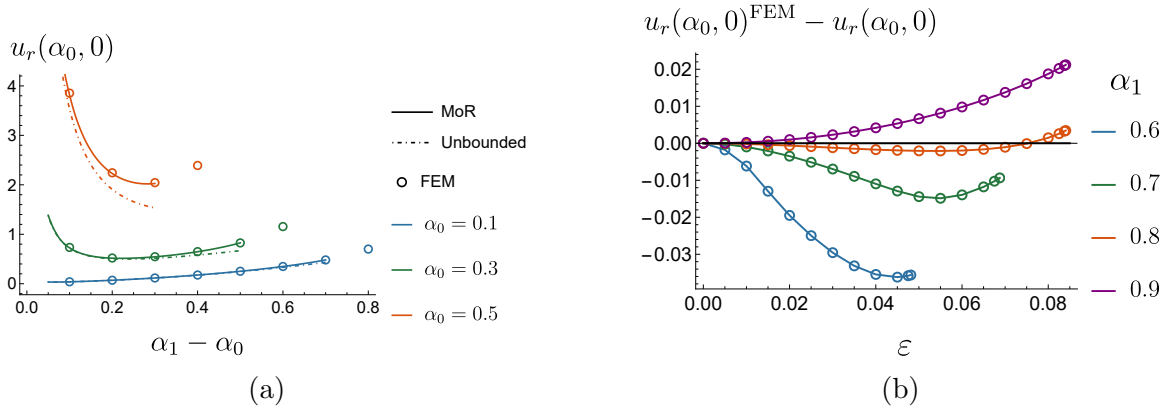 u_r(α_0, 0)
4
3
2
1
0
0.0 0.2 0.4 0.6 0.8
α_1 − α_0
MoR
Unbounded
FEM
α_0 = 0.1
α_0 = 0.3
α_0 = 0.5
(a)
u_r(α_0, 0)^FEM − u_r(α_0, 0)
0.02
0.01
0.00
−0.01
−0.02
−0.03
0.00 0.02 0.04 0.06 0.08
ε
α_1
0.6
0.7
0.8
0.9
(b)